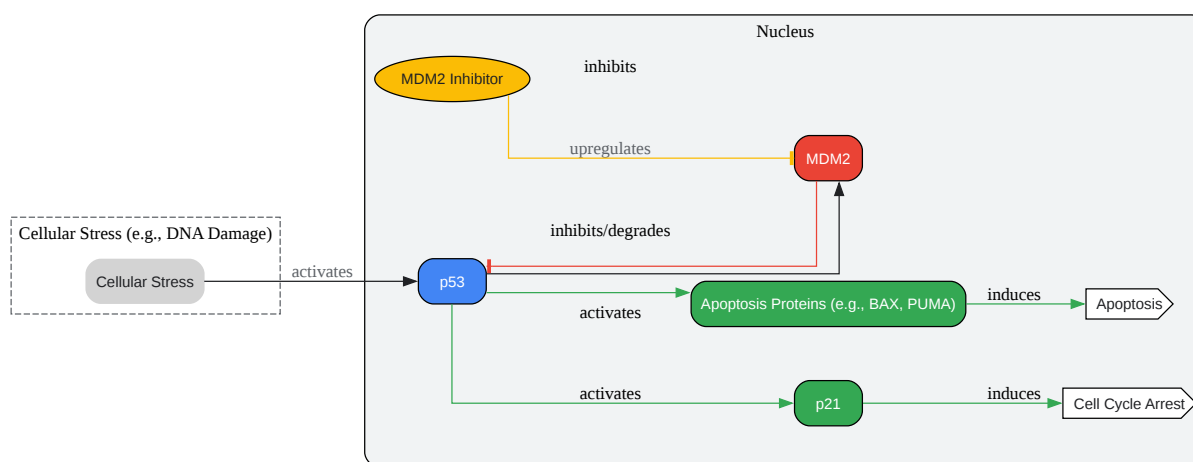 Nucleus
inhibits
MDM2 Inhibitor
upregulates
MDM2
inhibits/degrades
Cellular Stress (e.g., DNA Damage)
Cellular Stress
activates
p53
activates
Apoptosis Proteins (e.g., BAX, PUMA)
induces
Apoptosis
activates
p21
induces
Cell Cycle Arrest